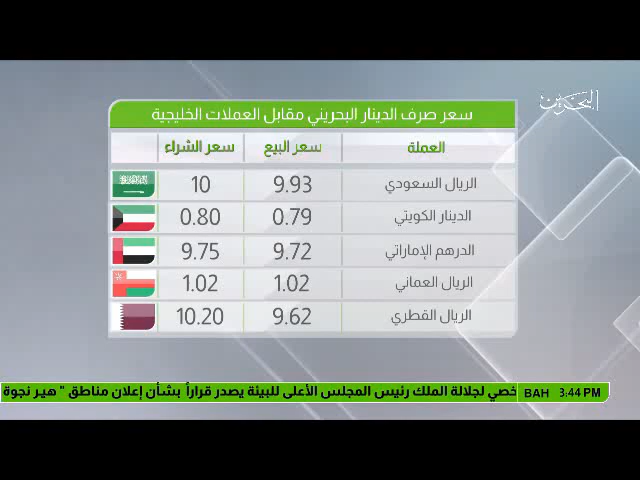 البحرين
سعر صرف الدينار البحريني مقابل العملات الخليجية
العملة سعر البيع سعر الشراء
الريال السعودي 9.93 10
الدينار الكويتي 0.79 0.80
الدرهم الإماراتي 9.72 9.75
الريال العماني 1.02 1.02
الريال القطري 9.62 10.20
BAH 3:44 PM
خصي لجلالة الملك رئيس المجلس الأعلى للبيئة يصدر قراراً بشأن إعلان مناطق " هير نجوة